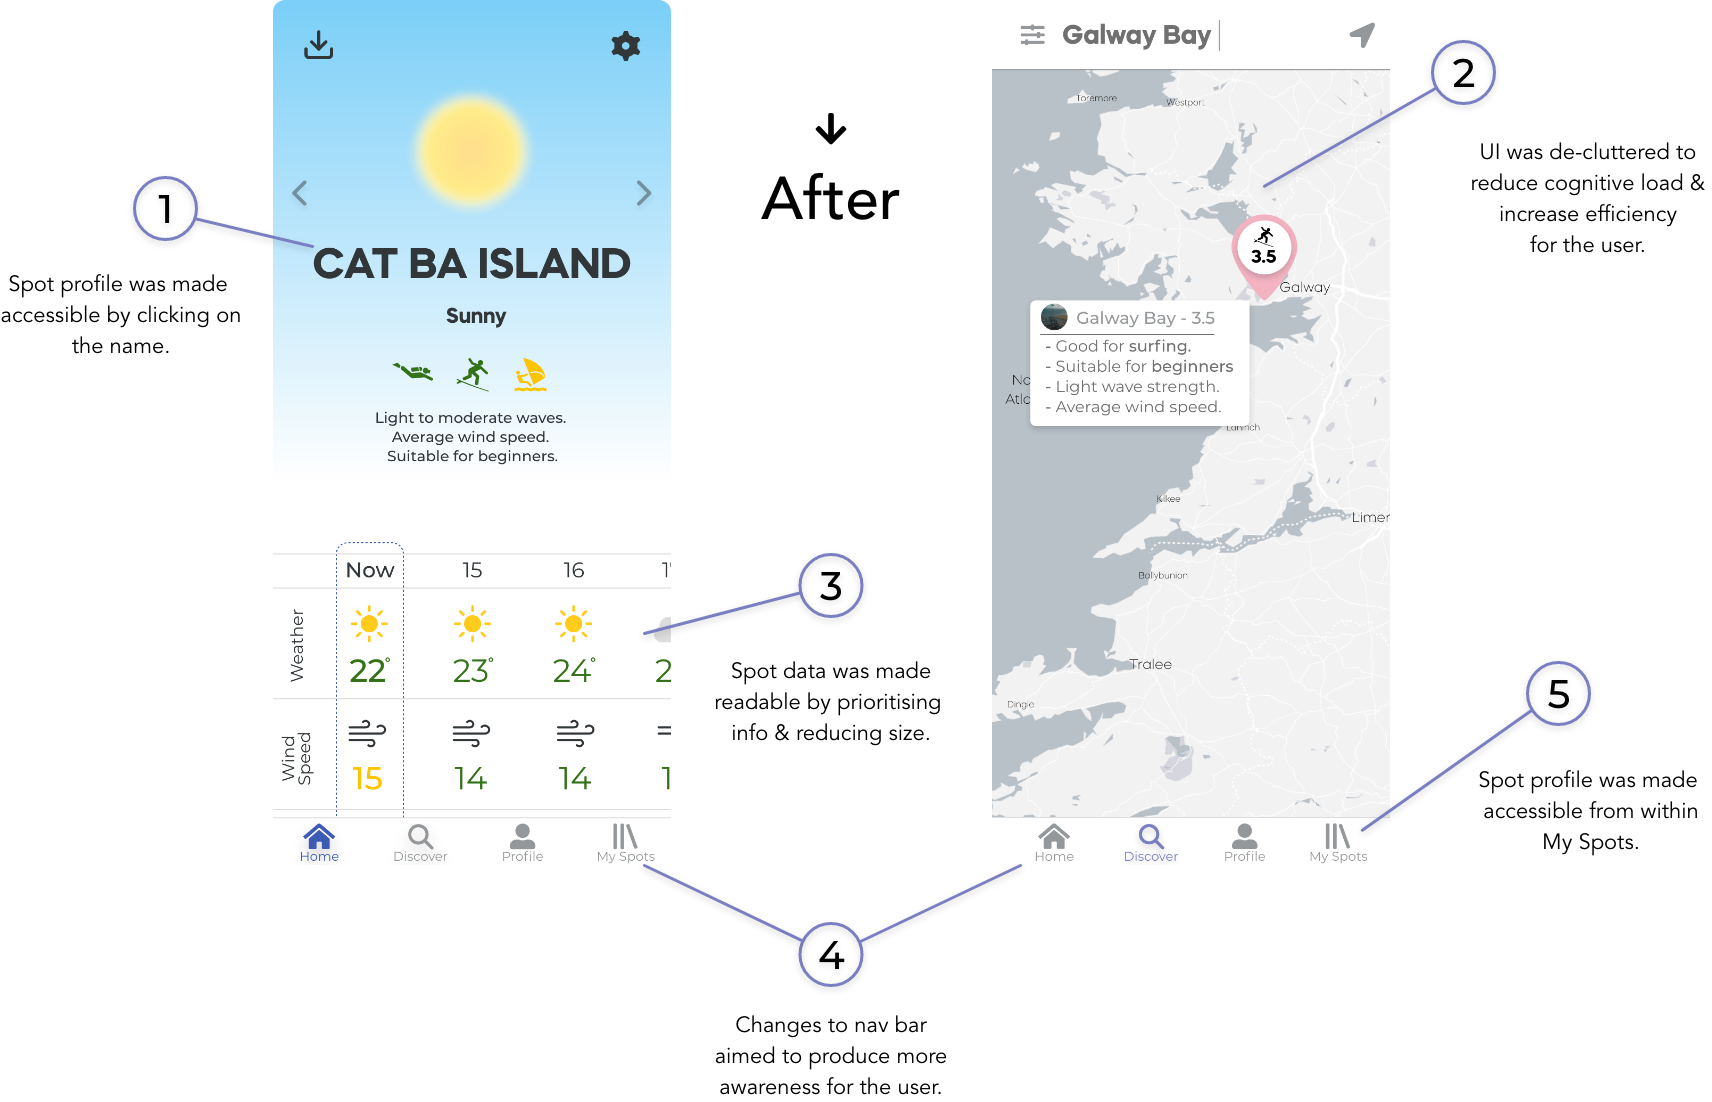 1
Spot profile was made
accessible by clicking on
the name.
CAT BA ISLAND
Sunny
Light to moderate waves.
Average wind speed.
Suitable for beginners.
Now
15
16
Weather
22°
23°
24°
2
Wind
Speed
15
14
14
1
Home
Discover
Profile
My Spots
After
3
Spot data was made
readable by prioritising
info & reducing size.
4
Changes to nav bar
aimed to produce more
awareness for the user.
Galway Bay
Toremore
Westport
3.5
Galway
Galway Bay - 3.5
- Good for surfing.
- Suitable for beginners
- Light wave strength.
- Average wind speed.
No
Atlc
Kilkee
Limer
Ballybunion
Tralee
Dingle
Home
Discover
Profile
My Spots
2
UI was de-cluttered to
reduce cognitive load &
increase efficiency
for the user.
5
Spot profile was made
accessible from within
My Spots.